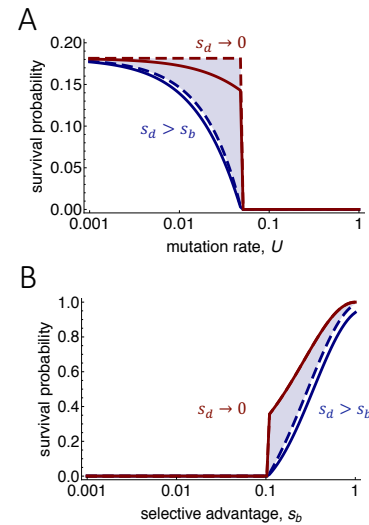 A
survival probability
0.20
0.15
0.10
0.05
0.00
s_d → 0
s_d > s_b
0.001
0.01
0.1
1
mutation rate, U
B
survival probability
1.0
0.8
0.6
0.4
0.2
0.0
s_d → 0
s_d > s_b
0.001
0.01
0.1
1
selective advantage, s_b